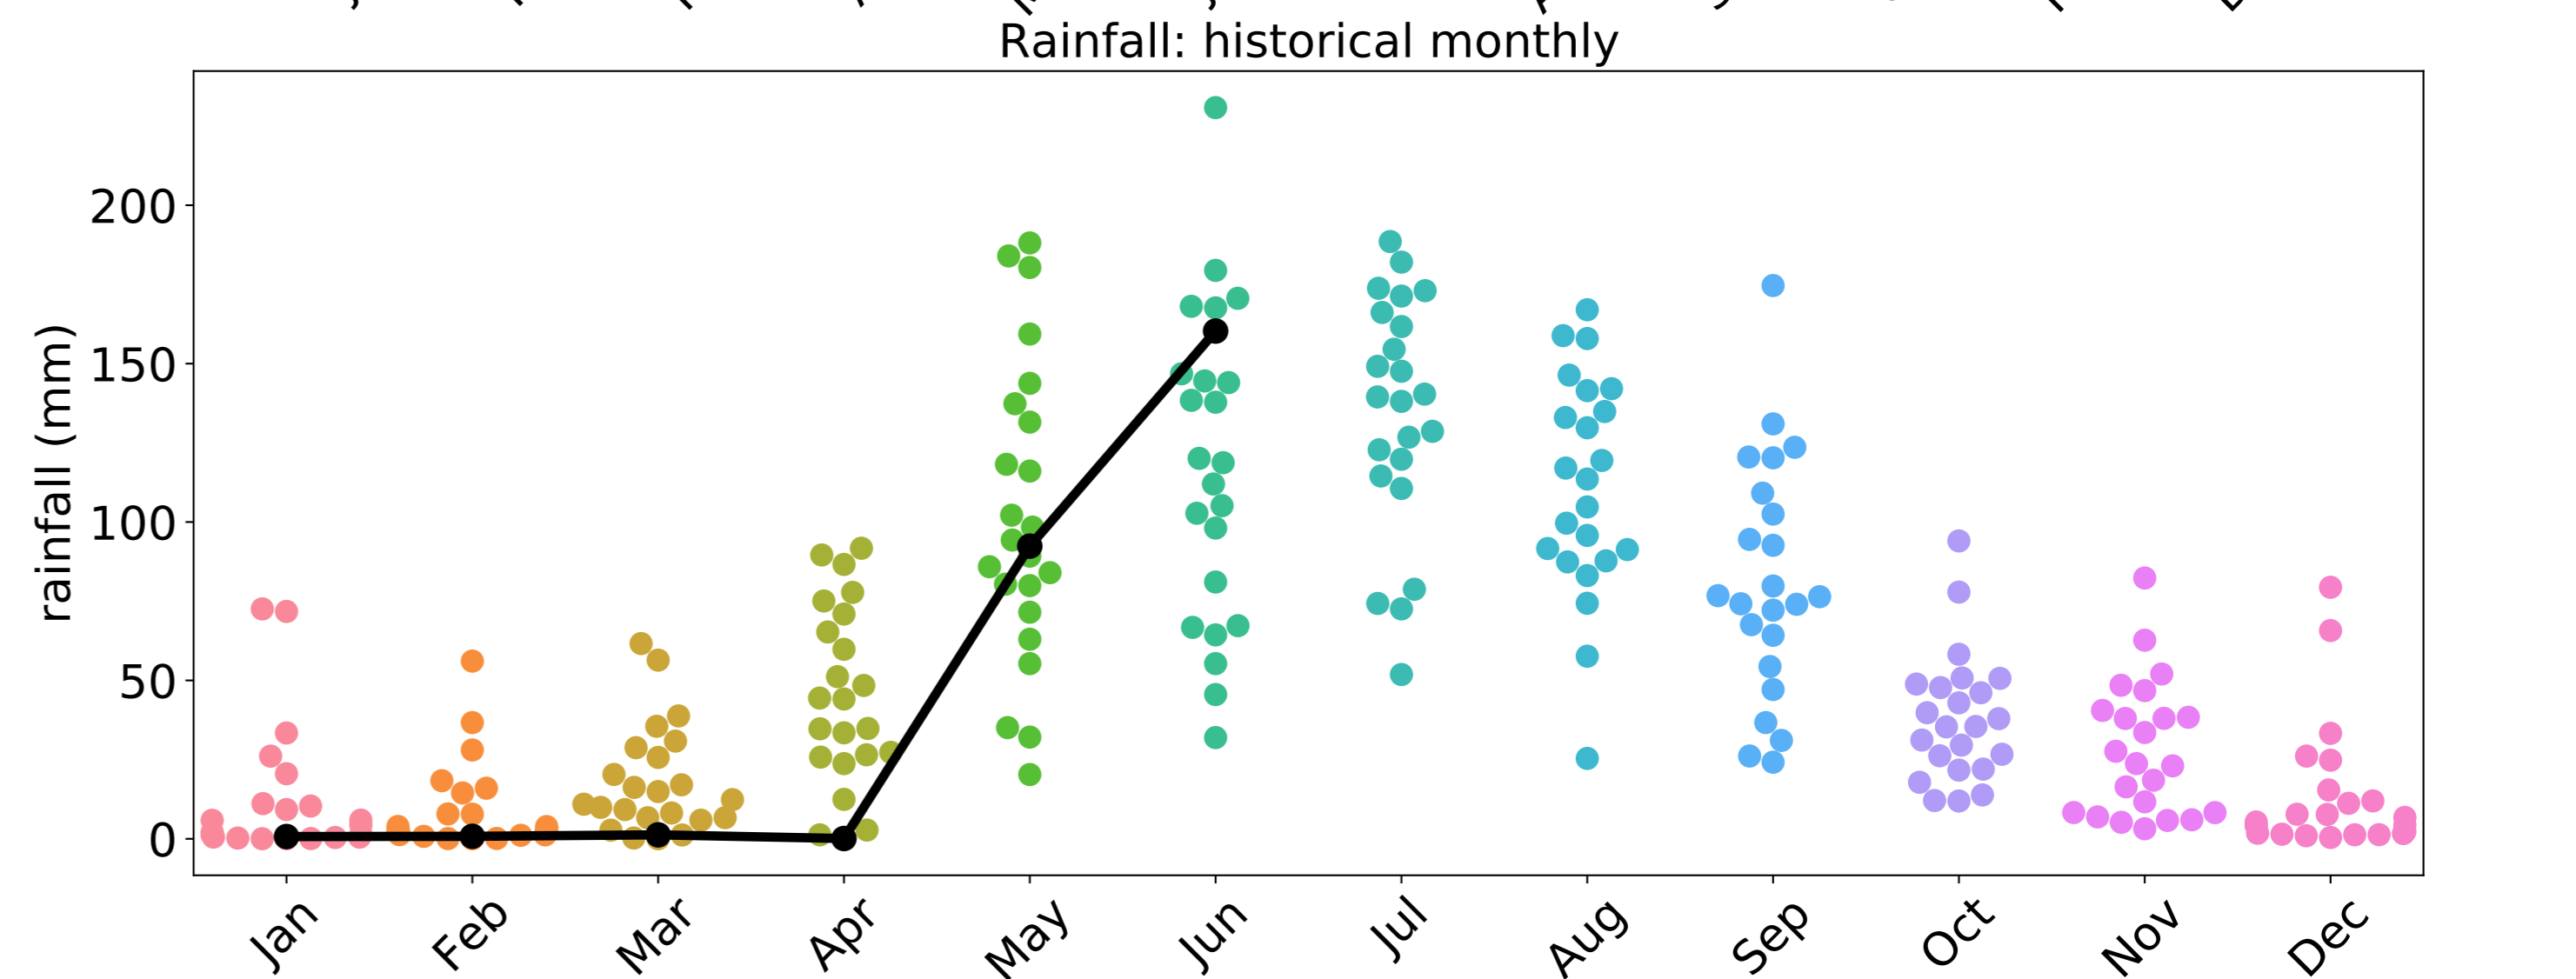 Rainfall: historical monthly
rainfall (mm)
200
150
100
50
0
Jan
Feb
Mar
Apr
May
Jun
Jul
Aug
Sep
Oct
Nov
Dec